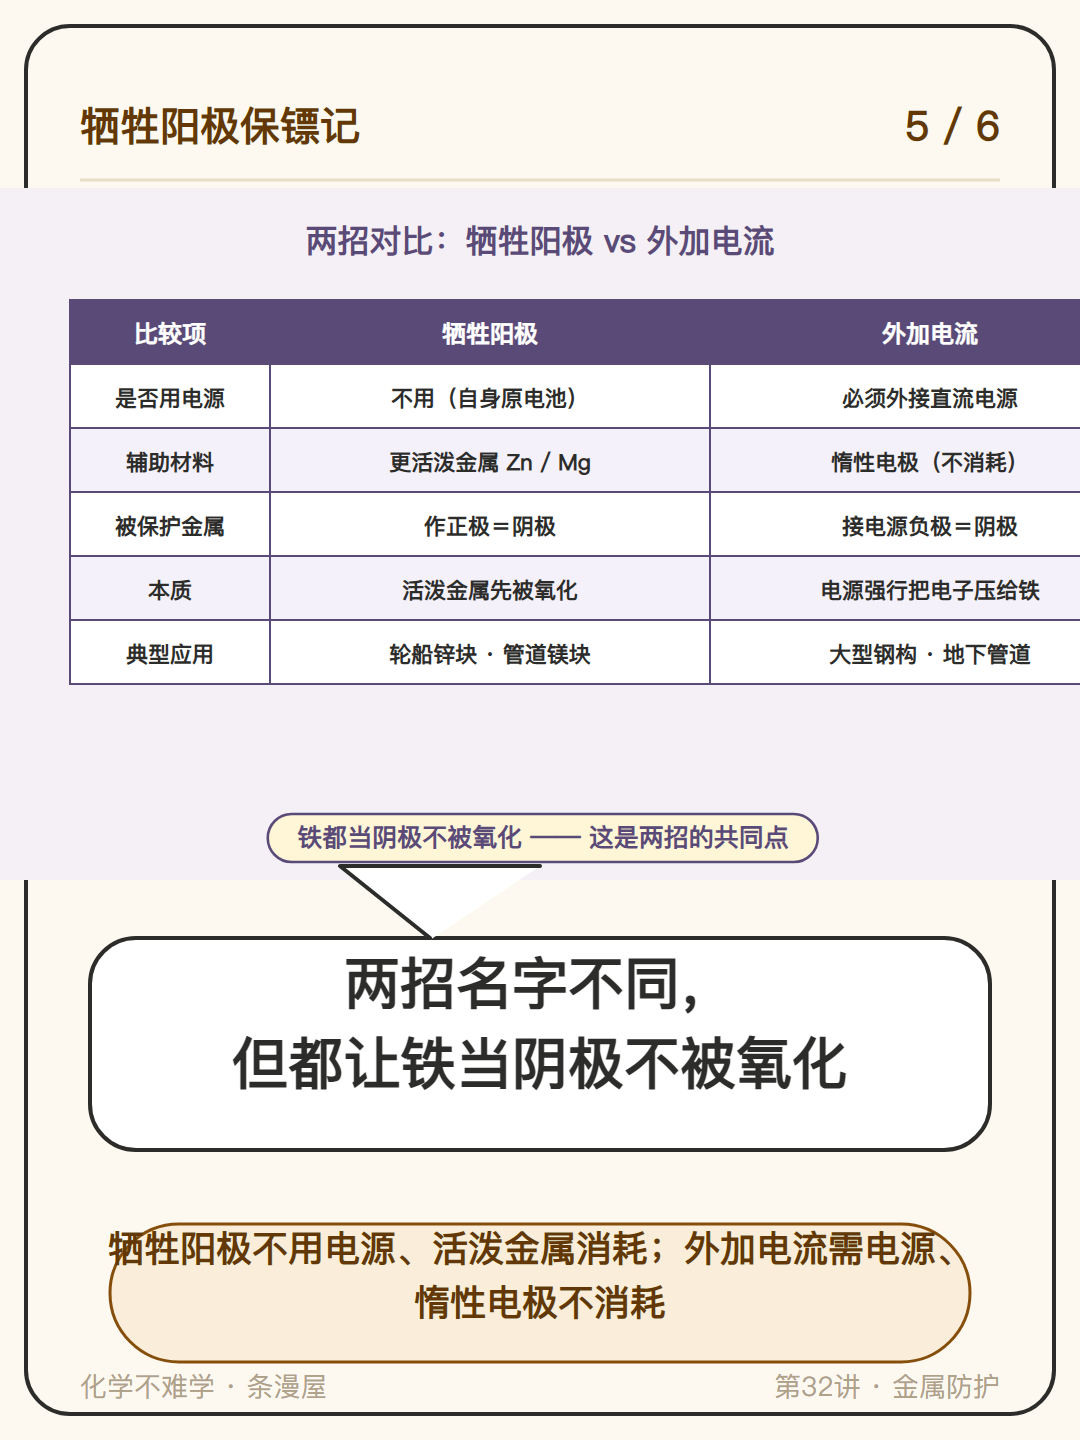 牺牲阳极保镖记
5 / 6
两招对比：牺牲阳极 vs 外加电流
比较项 牺牲阳极 外加电流
是否用电源 不用（自身原电池） 必须外接直流电源
辅助材料 更活泼金属 Zn / Mg 惰性电极（不消耗）
被保护金属 作正极＝阴极 接电源负极＝阴极
本质 活泼金属先被氧化 电源强行把电子压给铁
典型应用 轮船锌块 · 管道镁块 大型钢构 · 地下管道
铁都当阴极不被氧化 —— 这是两招的共同点
两招名字不同，
但都让铁当阴极不被氧化
牺牲阳极不用电源、活泼金属消耗；外加电流需电源、
惰性电极不消耗
化学不难学 · 条漫屋
第32讲 · 金属防护